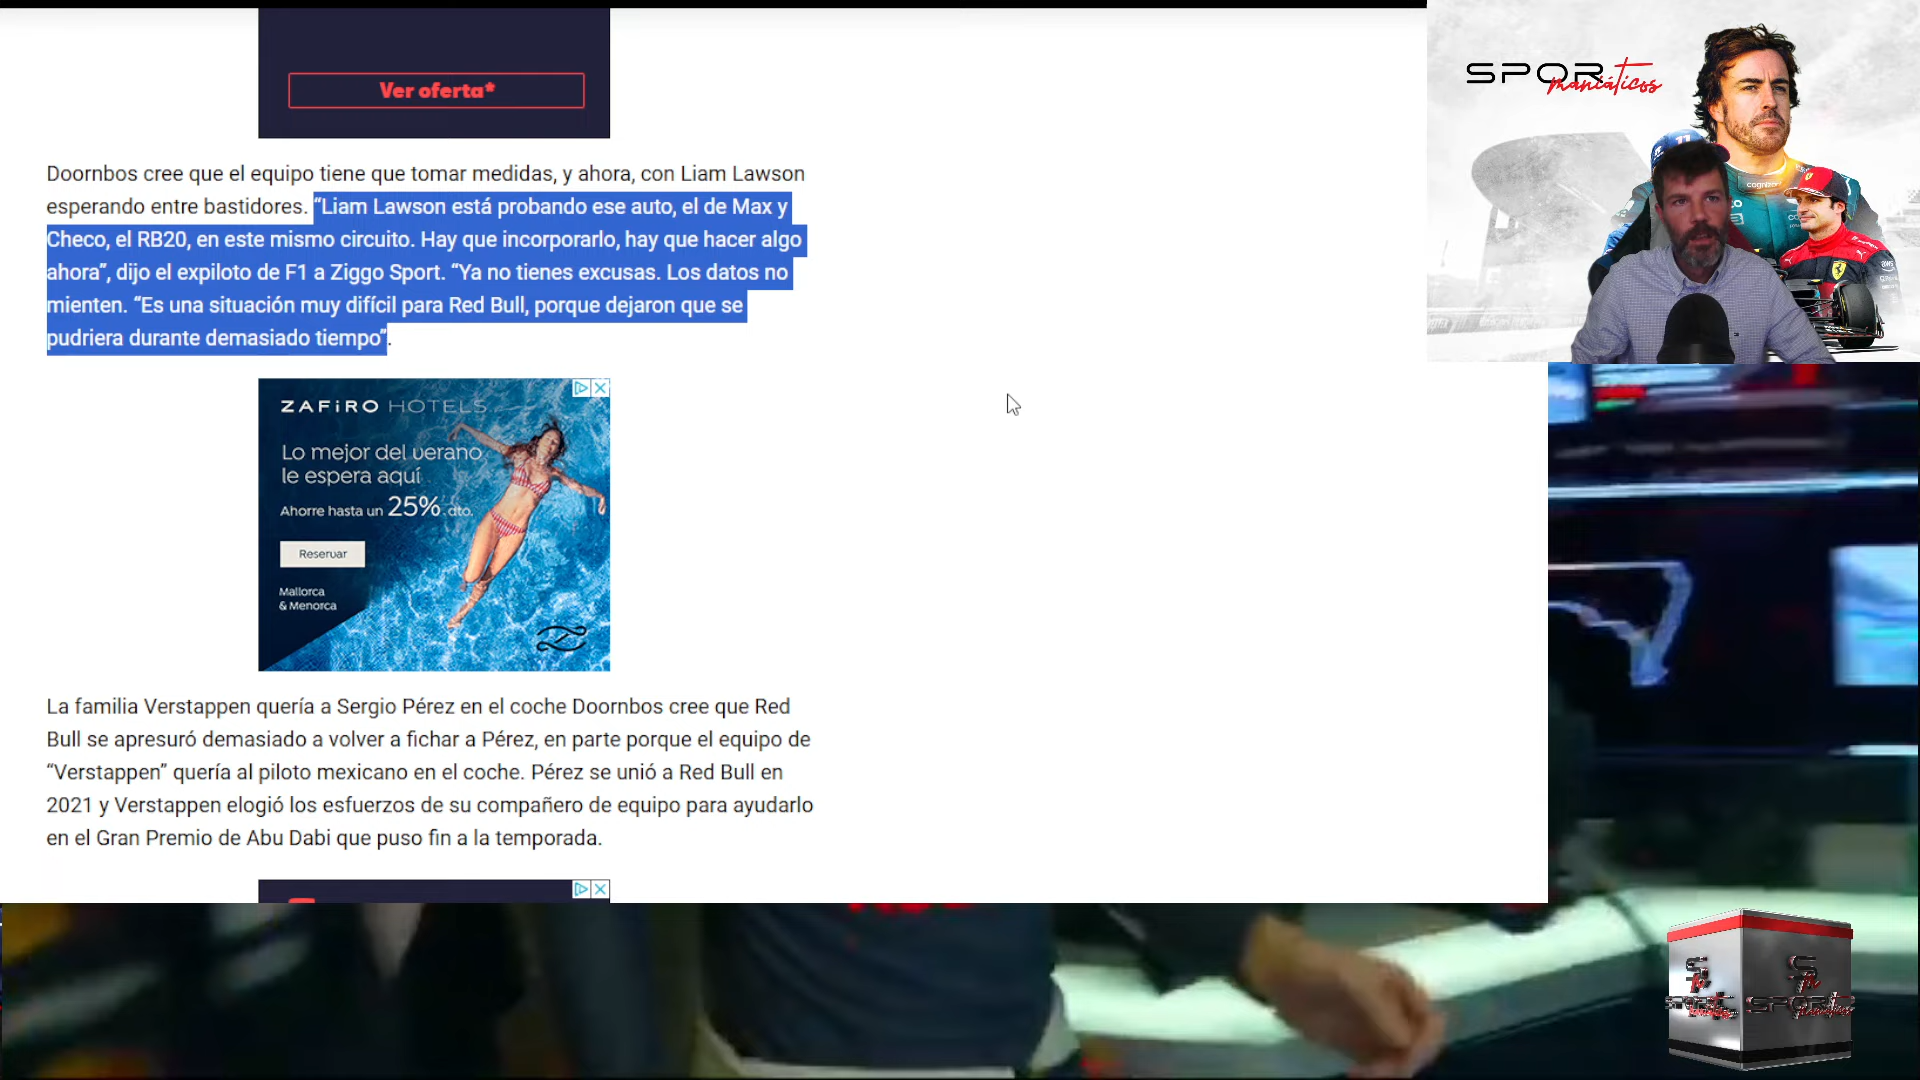 Ver oferta*
SPORT
maniáticos
Doornbos cree que el equipo tiene que tomar medidas, y ahora, con Liam Lawson
esperando entre bastidores. “Liam Lawson está probando ese auto, el de Max y
Checo, el RB20, en este mismo circuito. Hay que incorporarlo, hay que hacer algo
ahora”, dijo el expiloto de F1 a Ziggo Sport. “Ya no tienes excusas. Los datos no
mienten. “Es una situación muy difícil para Red Bull, porque dejaron que se
pudriera durante demasiado tiempo”.
ZAFiRO HOTELS
Lo mejor del verano
le espera aquí
Ahorre hasta un 25% dto.
Reservar
Mallorca
& Menorca
La familia Verstappen quería a Sergio Pérez en el coche Doornbos cree que Red
Bull se apresuró demasiado a volver a fichar a Pérez, en parte porque el equipo de
“Verstappen” quería al piloto mexicano en el coche. Pérez se unió a Red Bull en
2021 y Verstappen elogió los esfuerzos de su compañero de equipo para ayudarlo
en el Gran Premio de Abu Dabi que puso fin a la temporada.
cognizant
aws